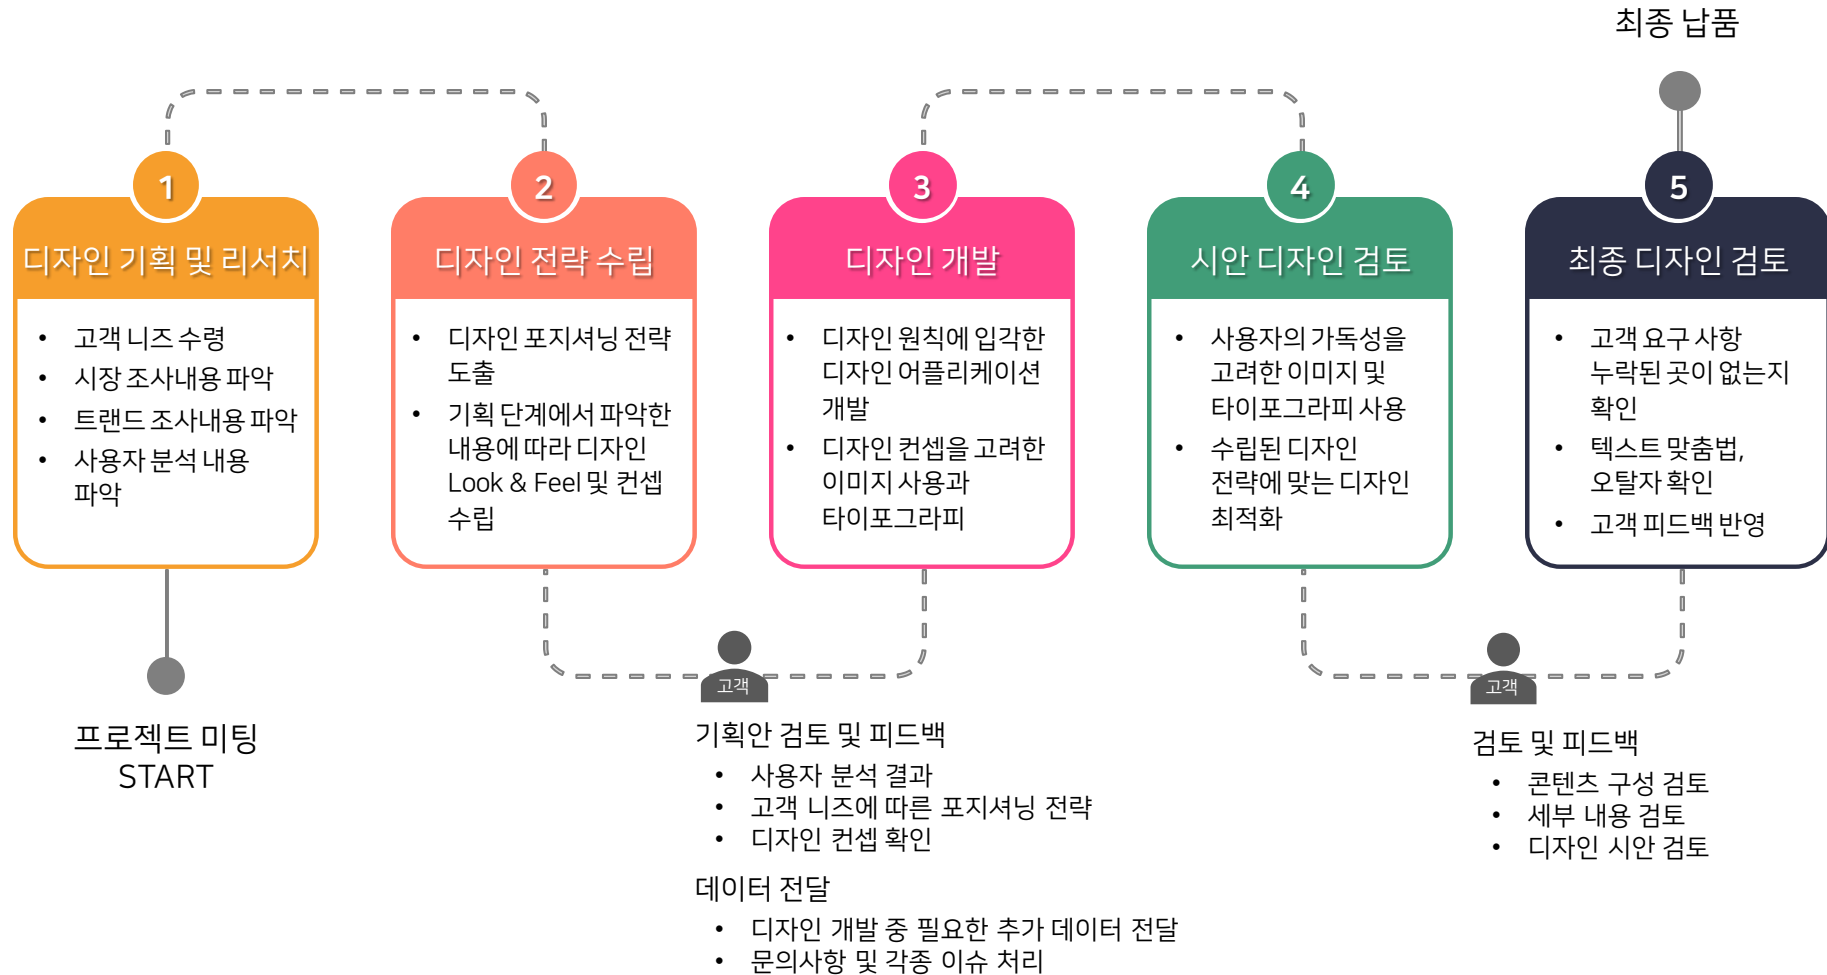 최종 납품
1
디자인 기획 및 리서치
• 고객 니즈 수령
• 시장 조사내용 파악
• 트랜드 조사내용 파악
• 사용자 분석 내용
파악
프로젝트 미팅
START
2
디자인 전략 수립
• 디자인 포지셔닝 전략
도출
• 기획 단계에서 파악한
내용에 따라 디자인
Look & Feel 및 컨셉
수립
3
디자인 개발
• 디자인 원칙에 입각한
디자인 어플리케이션
개발
• 디자인 컨셉을 고려한
이미지 사용과
타이포그라피
고객
기획안 검토 및 피드백
• 사용자 분석 결과
• 고객 니즈에 따른 포지셔닝 전략
• 디자인 컨셉 확인
데이터 전달
• 디자인 개발 중 필요한 추가 데이터 전달
• 문의사항 및 각종 이슈 처리
4
시안 디자인 검토
• 사용자의 가독성을
고려한 이미지 및
타이포그라피 사용
• 수립된 디자인
전략에 맞는 디자인
최적화
5
최종 디자인 검토
• 고객 요구 사항
누락된 곳이 없는지
확인
• 텍스트 맞춤법,
오탈자 확인
• 고객 피드백 반영
고객
검토 및 피드백
• 콘텐츠 구성 검토
• 세부 내용 검토
• 디자인 시안 검토